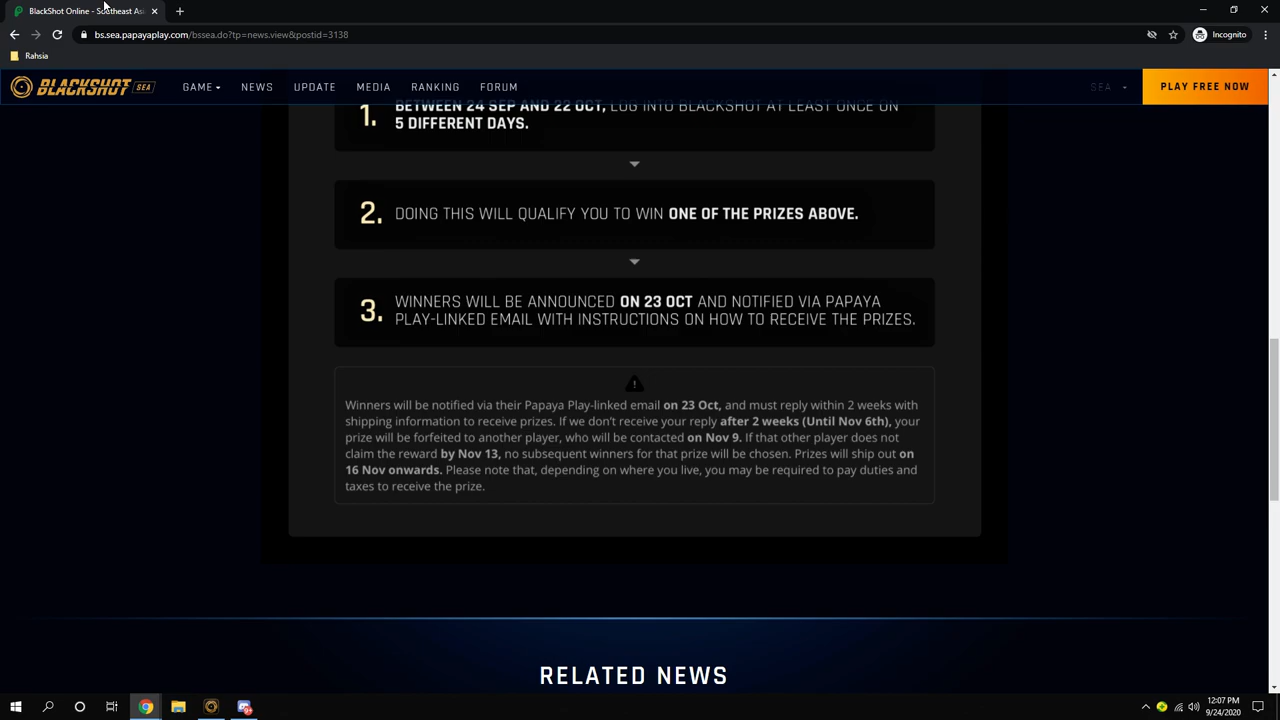 BlackShot Online - Southeast Asi
bs.sea.papayaplay.com/bssea.do?tp=news.view&postid=3138
Incognito
Rahsia
BLACKSHOT SEA
GAME
NEWS
UPDATE
MEDIA
RANKING
FORUM
SEA
PLAY FREE NOW
1. BETWEEN 24 SEP AND 22 OCT, LOG INTO BLACKSHOT AT LEAST ONCE ON
5 DIFFERENT DAYS.
2. DOING THIS WILL QUALIFY YOU TO WIN ONE OF THE PRIZES ABOVE.
3. WINNERS WILL BE ANNOUNCED ON 23 OCT AND NOTIFIED VIA PAPAYA
PLAY-LINKED EMAIL WITH INSTRUCTIONS ON HOW TO RECEIVE THE PRIZES.
!
Winners will be notified via their Papaya Play-linked email on 23 Oct, and must reply within 2 weeks with
shipping information to receive prizes. If we don't receive your reply after 2 weeks (Until Nov 6th), your
prize will be forfeited to another player, who will be contacted on Nov 9. If that other player does not
claim the reward by Nov 13, no subsequent winners for that prize will be chosen. Prizes will ship out on
16 Nov onwards. Please note that, depending on where you live, you may be required to pay duties and
taxes to receive the prize.
RELATED NEWS
12:07 PM
9/24/2020